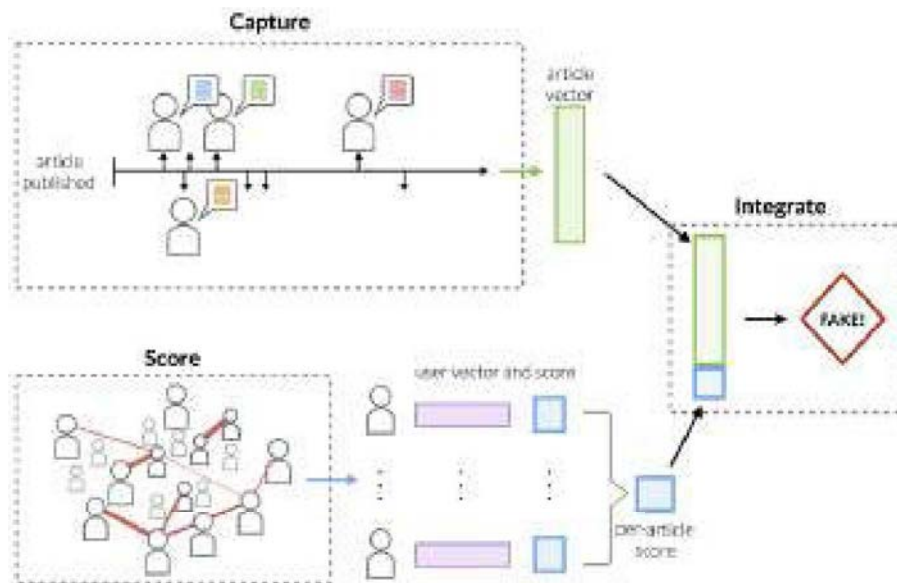 Capture
article
vector
article
published
Integrate
FAKE!
Score
user vector and score
per-article
score